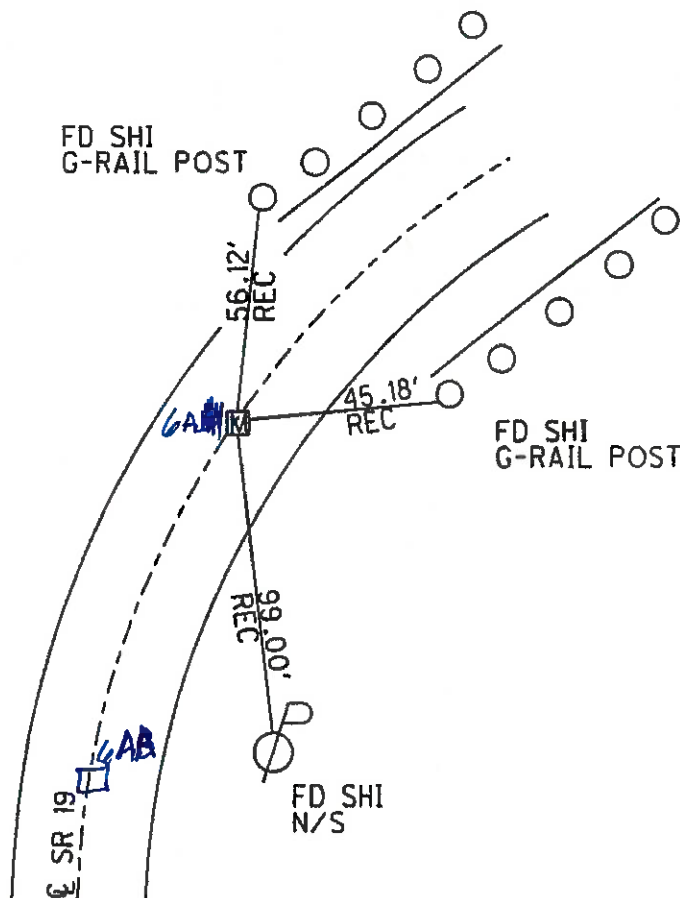 FD SHI
G-RAIL POST
56.12'
REC
6A
M
45.18'
REC
FD SHI
G-RAIL POST
99.00'
REC
P
6AB
FD SHI
N/S
℄ SR 19